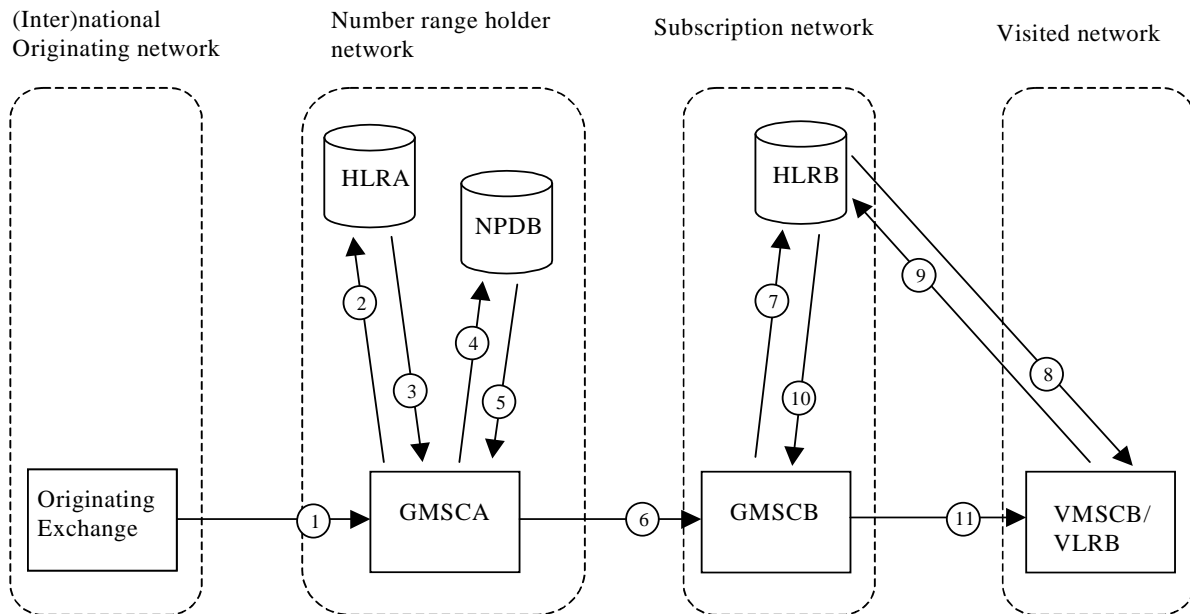 (Inter)national
Originating network
Number range holder
network
Subscription network
Visited network
HLRA
NPDB
HLRB
2
4
7
9
3
5
10
8
Originating
Exchange
1
GMSCA
6
GMSCB
11
VMSCB/
VLRB